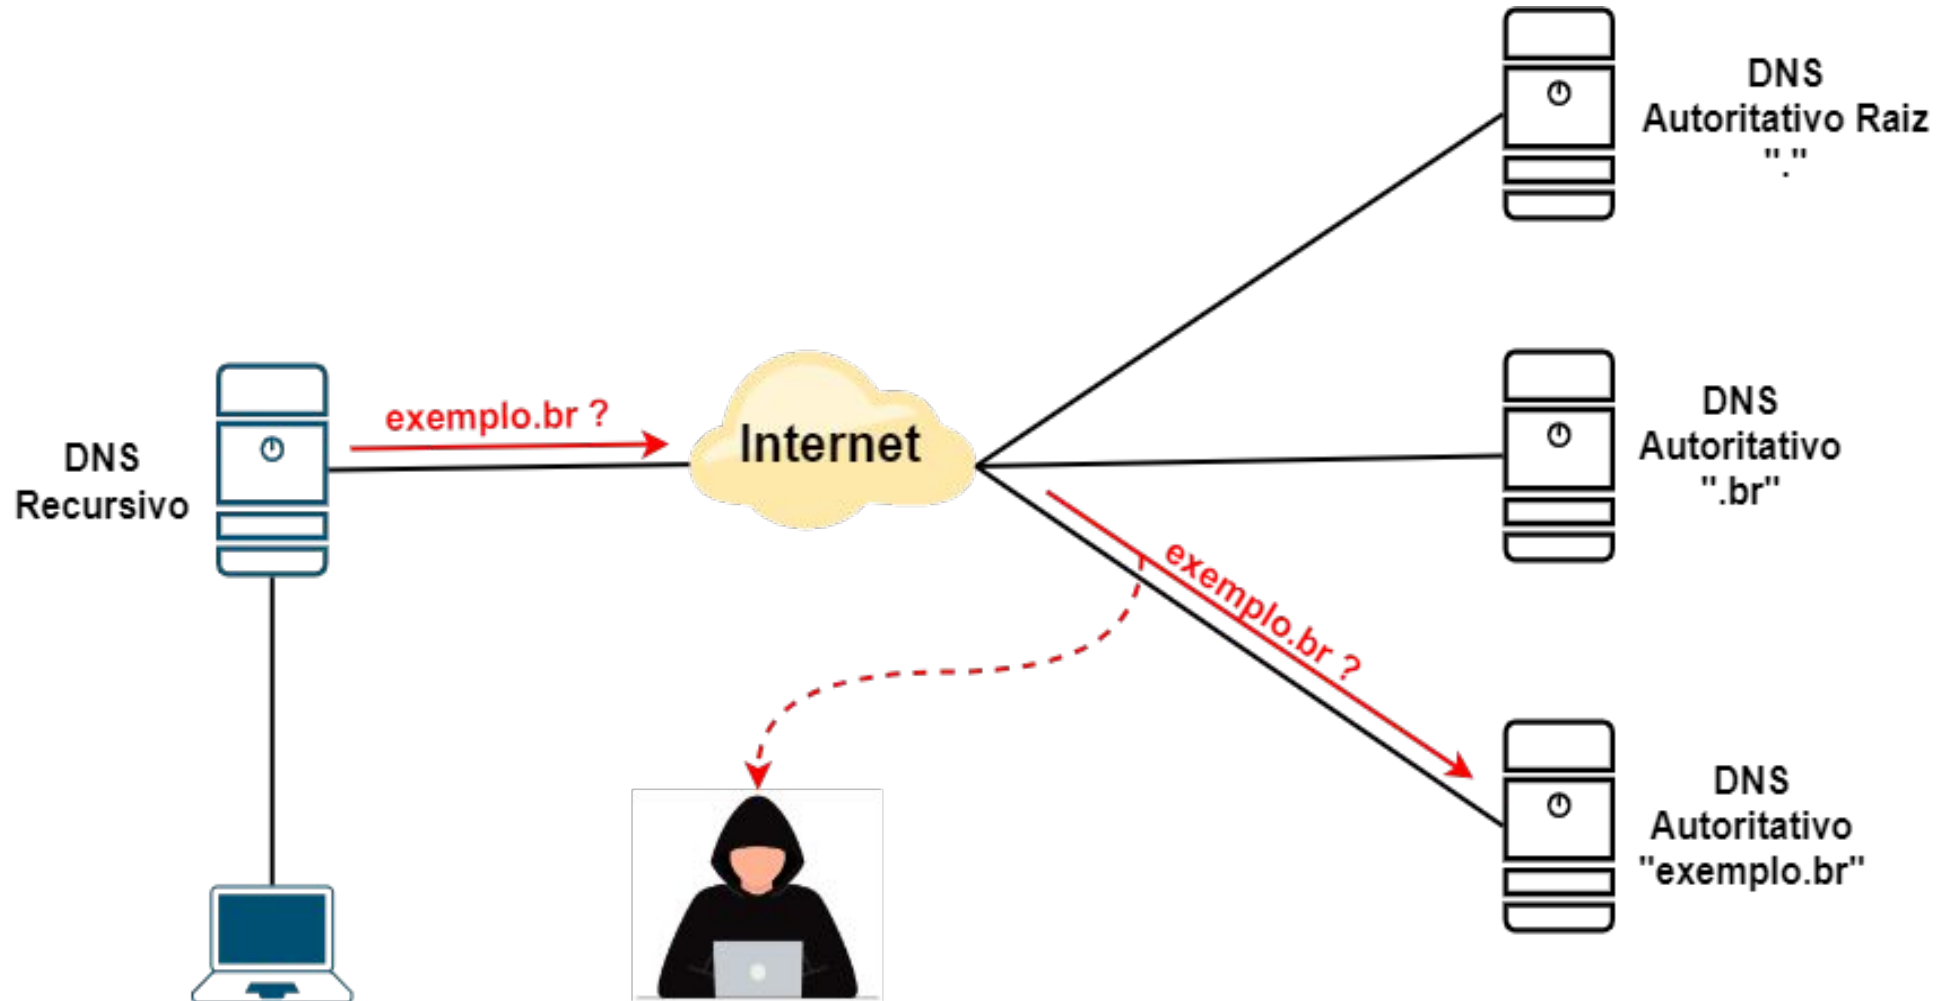 DNS
Autoritativo Raiz
"."
exemplo.br ?
Internet
DNS
Recursivo
DNS
Autoritativo
".br"
exemplo.br ?
DNS
Autoritativo
"exemplo.br"